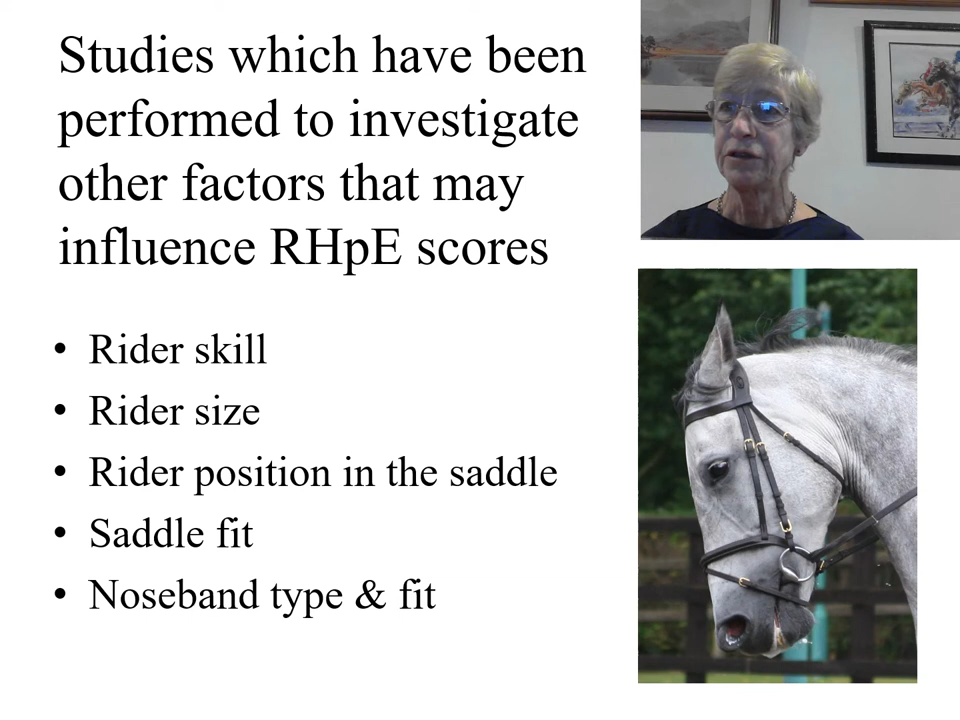 Studies which have been
performed to investigate
other factors that may
influence RHpE scores
• Rider skill
• Rider size
• Rider position in the saddle
• Saddle fit
• Noseband type & fit